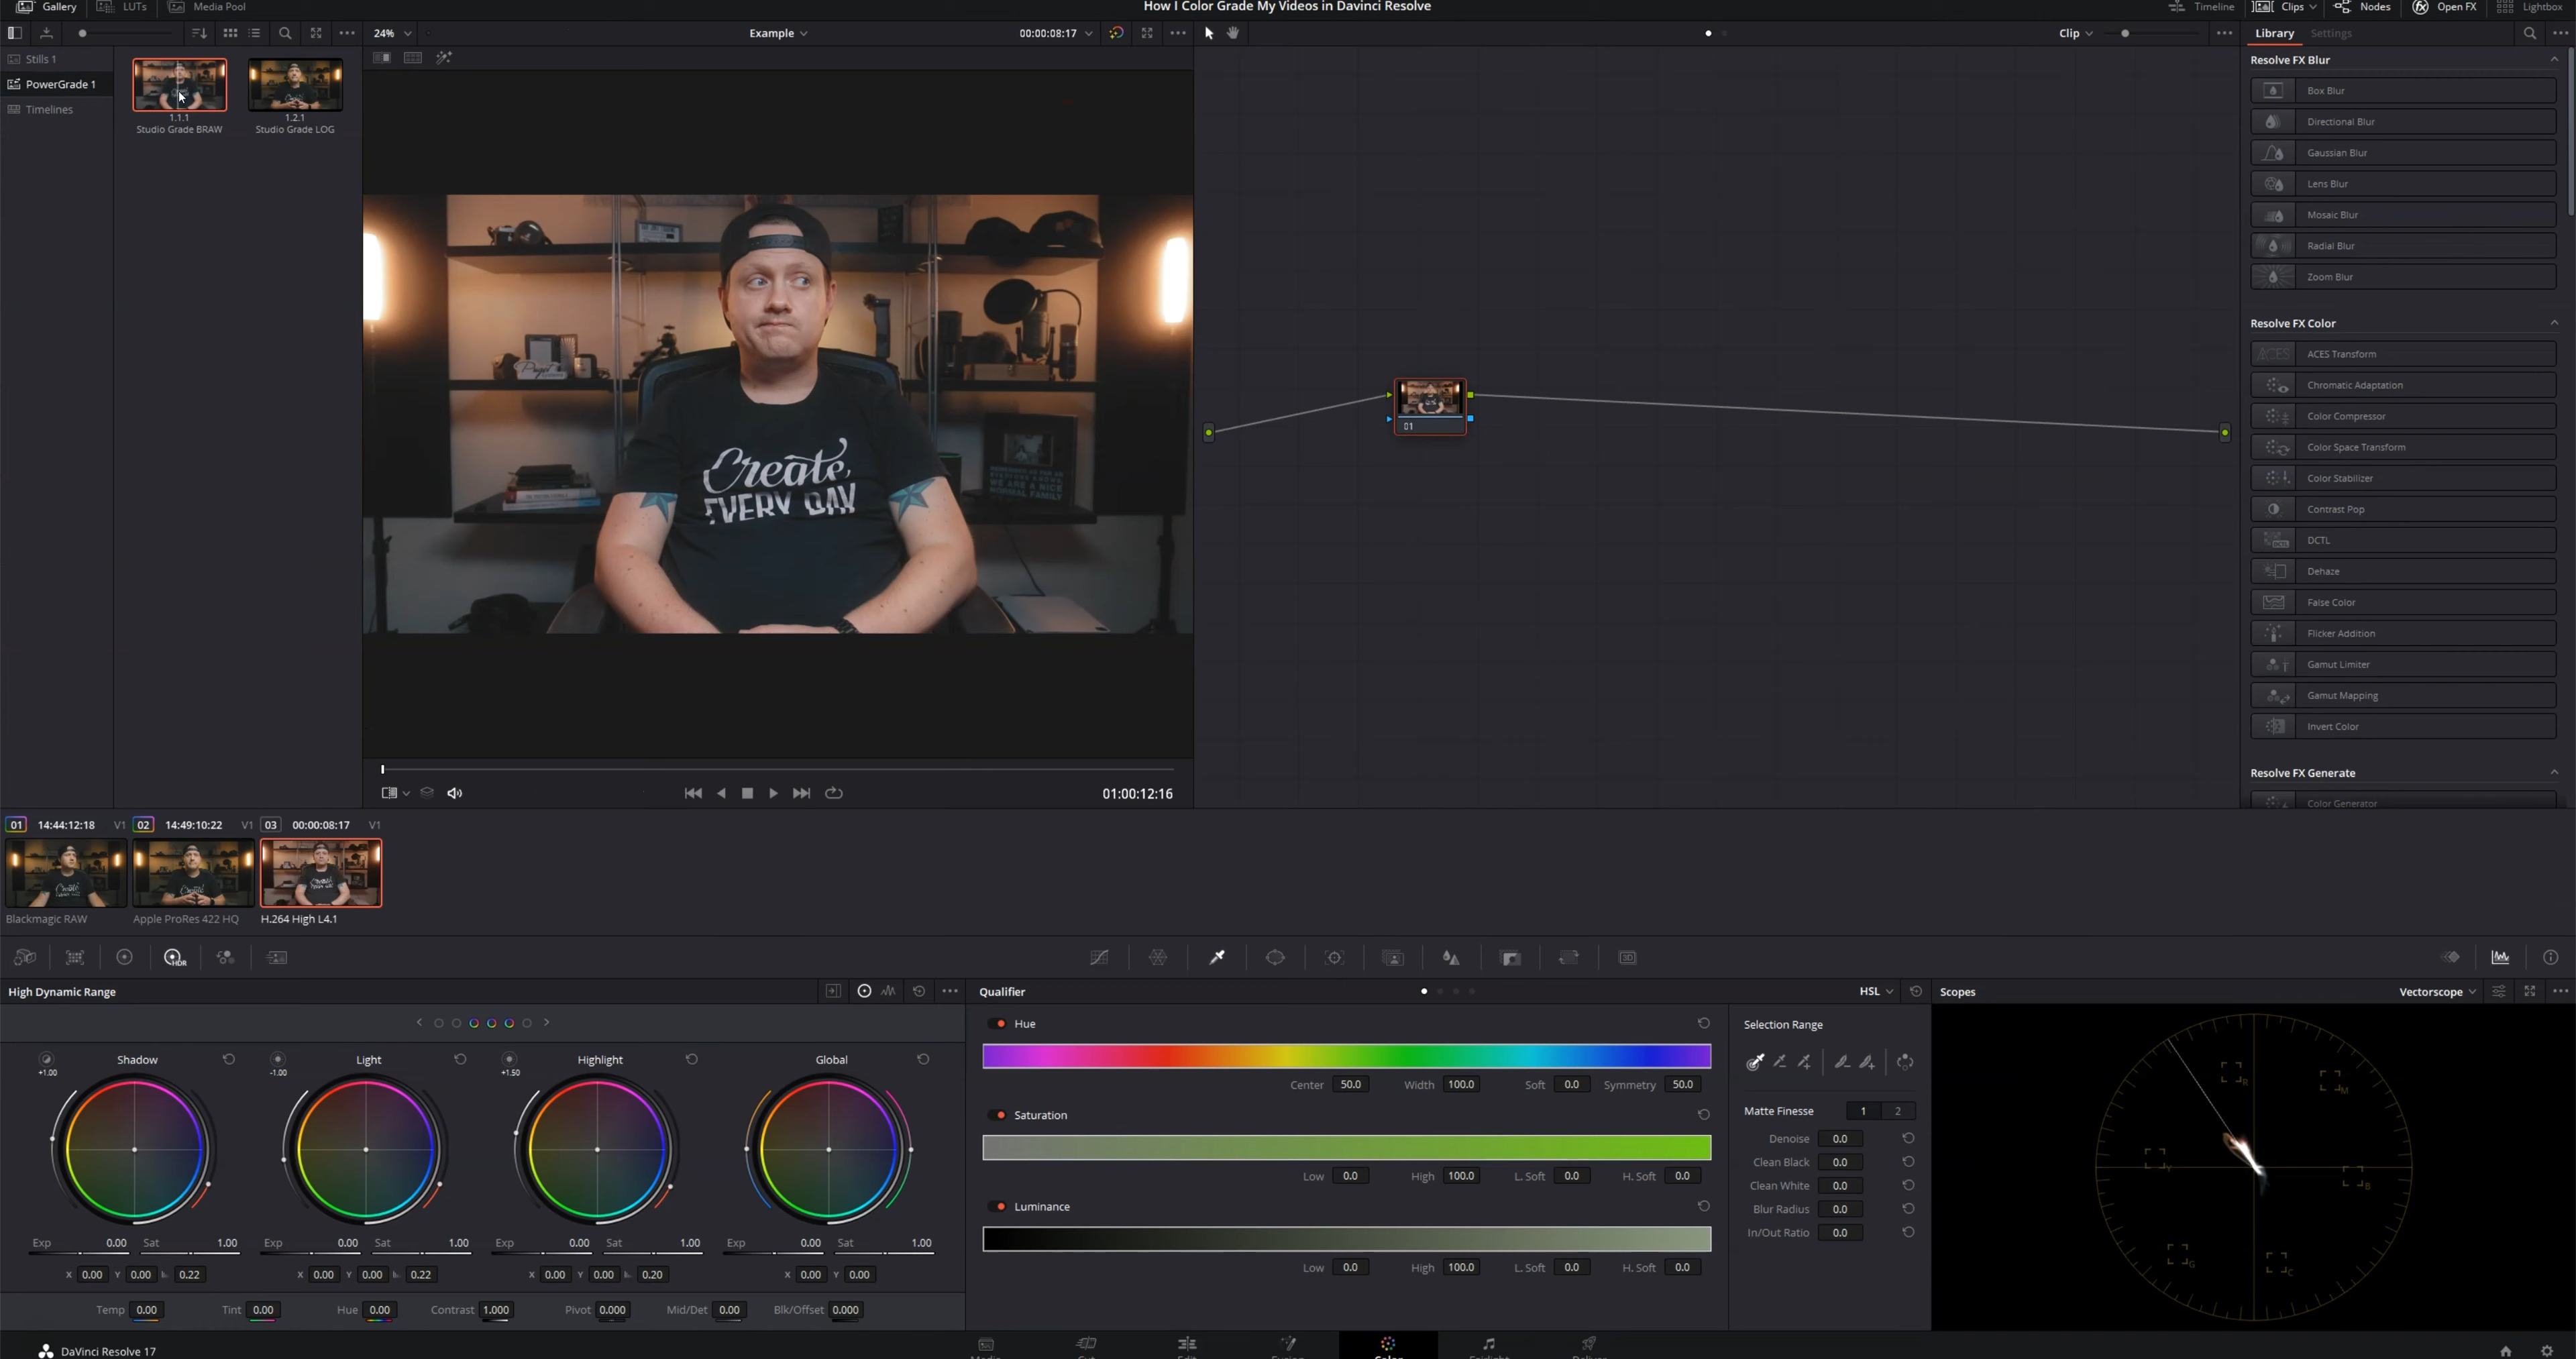 Gallery LUTs Media Pool How I Color Grade My Videos in Davinci Resolve Timeline Clips Nodes Open FX Lightbox
24% Example 00:00:08:17 Clip Library Settings
Stills 1
PowerGrade 1
Timelines
1.1.1
Studio Grade BRAW
1.2.1
Studio Grade LOG
Create
EVERY DAY
WE ARE A NICE
NORMAL FAMILY
01
Resolve FX Blur
Box Blur
Directional Blur
Gaussian Blur
Lens Blur
Mosaic Blur
Radial Blur
Zoom Blur
Resolve FX Color
ACES Transform
Chromatic Adaptation
Color Compressor
Color Space Transform
Color Stabilizer
Contrast Pop
DCTL
Dehaze
False Color
Flicker Addition
Gamut Limiter
Gamut Mapping
Invert Color
Resolve FX Generate
Color Generator
01:00:12:16
01 14:44:12:18 V1 02 14:49:10:22 V1 03 00:00:08:17 V1
Blackmagic RAW Apple ProRes 422 HQ H.264 High L4.1
HDR 3D
High Dynamic Range
Shadow Light Highlight Global
+1.00 -1.00 +1.50
Exp 0.00 Sat 1.00 Exp 0.00 Sat 1.00 Exp 0.00 Sat 1.00 Exp 0.00 Sat 1.00
X 0.00 Y 0.00 0.22 X 0.00 Y 0.00 0.22 X 0.00 Y 0.00 0.20 X 0.00 Y 0.00
Temp 0.00 Tint 0.00 Hue 0.00 Contrast 1.000 Pivot 0.000 Mid/Det 0.00 Blk/Offset 0.000
Qualifier HSL
Hue
Center 50.0 Width 100.0 Soft 0.0 Symmetry 50.0
Saturation
Low 0.0 High 100.0 L. Soft 0.0 H. Soft 0.0
Luminance
Low 0.0 High 100.0 L. Soft 0.0 H. Soft 0.0
Selection Range
Matte Finesse 1 2
Denoise 0.0
Clean Black 0.0
Clean White 0.0
Blur Radius 0.0
In/Out Ratio 0.0
Scopes Vectorscope
R
M
Y
B
G
C
DaVinci Resolve 17 Media Cut Edit Fusion Color Fairlight Deliver